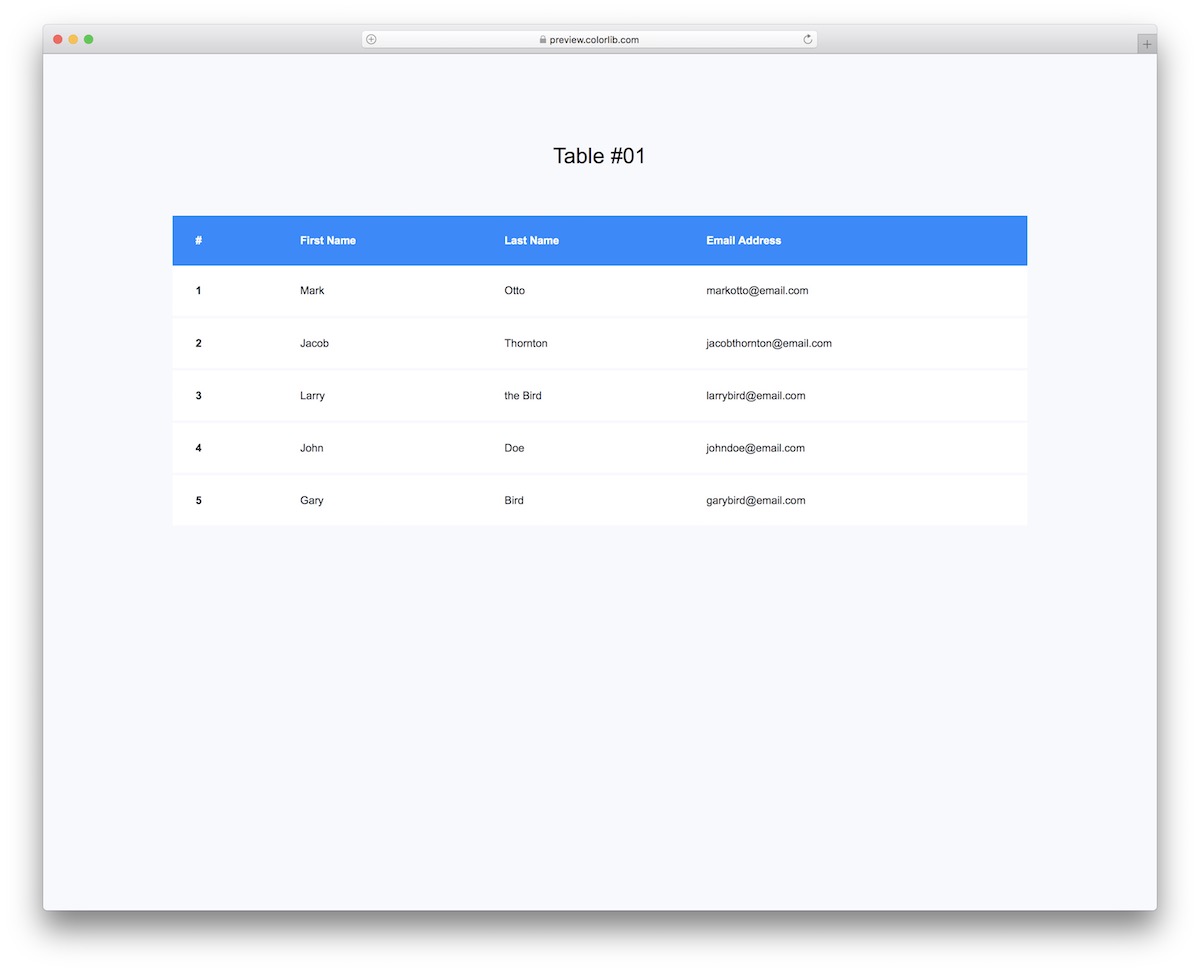 preview.colorlib.com
Table #01
# First Name Last Name Email Address
1 Mark Otto markotto@email.com
2 Jacob Thornton jacobthornton@email.com
3 Larry the Bird larrybird@email.com
4 John Doe johndoe@email.com
5 Gary Bird garybird@email.com